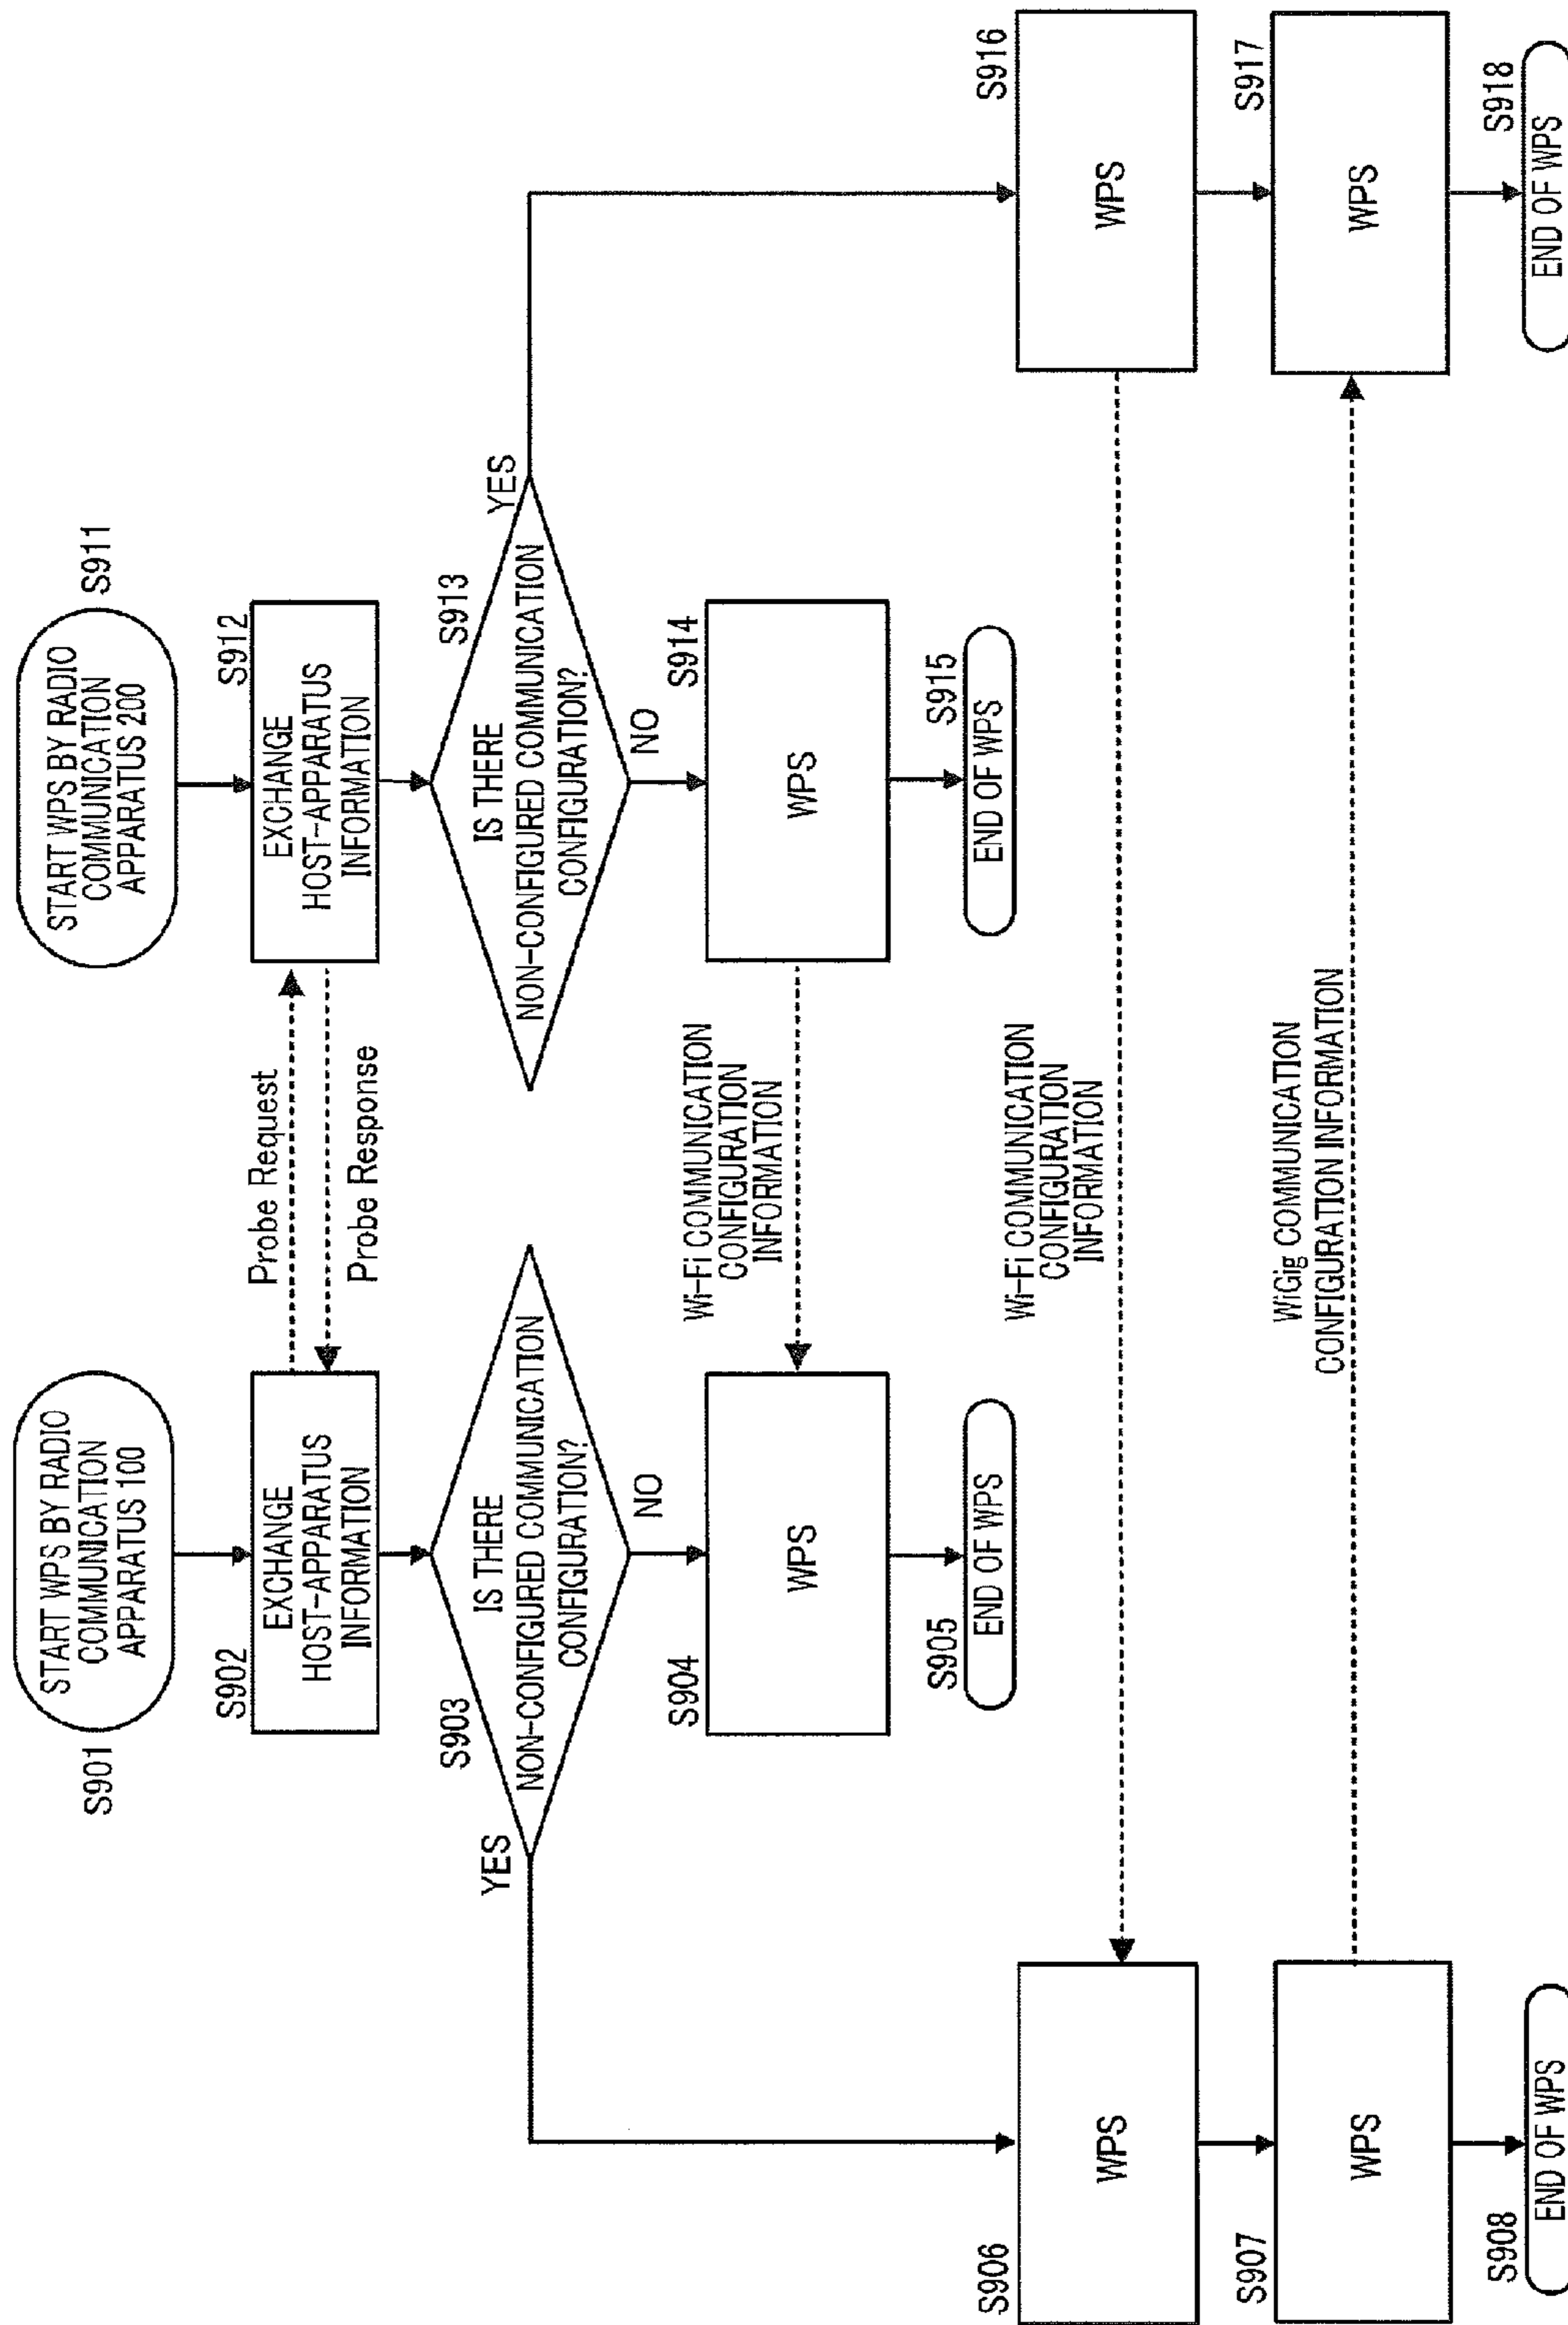 S901
START WPS BY RADIO
COMMUNICATION
APPARATUS 100
START WPS BY RADIO
COMMUNICATION
APPARATUS 200
S911
S902
EXCHANGE
HOST-APPARATUS
INFORMATION
Probe Request
Probe Response
S912
EXCHANGE
HOST-APPARATUS
INFORMATION
YES
S903
IS THERE
NON-CONFIGURED COMMUNICATION
CONFIGURATION?
NO
S913
IS THERE
NON-CONFIGURED COMMUNICATION
CONFIGURATION?
NO
YES
S904
WPS
Wi-Fi COMMUNICATION
CONFIGURATION
INFORMATION
S914
WPS
S905
END OF WPS
S915
END OF WPS
S906
WPS
Wi-Fi COMMUNICATION
CONFIGURATION
INFORMATION
S916
WPS
S907
WPS
WiGig COMMUNICATION
CONFIGURATION INFORMATION
S917
WPS
S908
END OF WPS
S918
END OF WPS